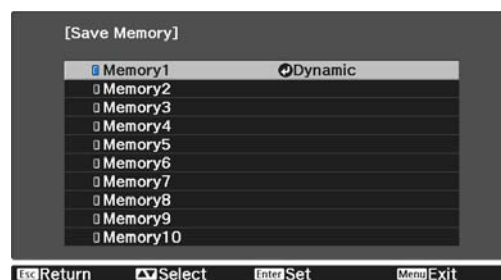 [Save Memory]
Memory1 Dynamic
Memory2
Memory3
Memory4
Memory5
Memory6
Memory7
Memory8
Memory9
Memory10
Esc Return Select Enter Set Menu Exit